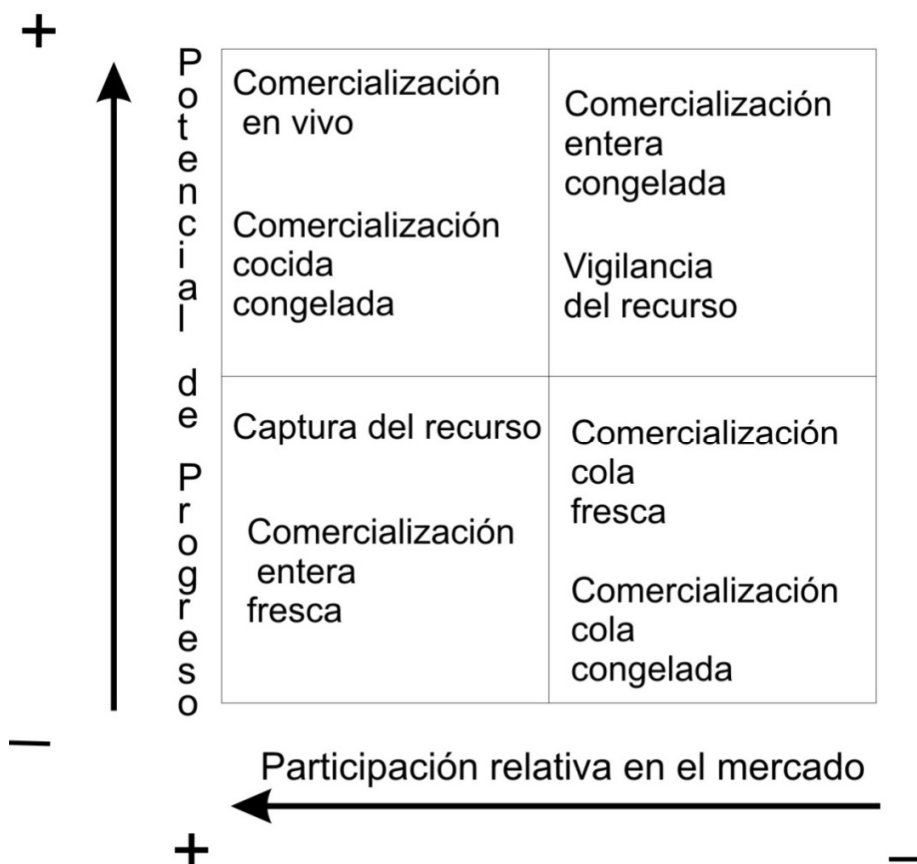 +
Potencial de Progreso
Comercialización
en vivo
Comercialización
cocida
congelada
Comercialización
entera
congelada
Vigilancia
del recurso
Captura del recurso
Comercialización
entera
fresca
Comercialización
cola
fresca
Comercialización
cola
congelada
–
Participación relativa en el mercado
+
–